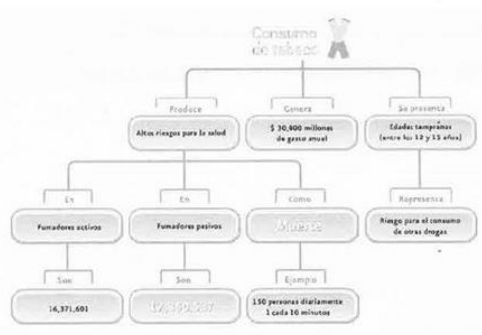 Consumo
de tabaco
Produce
Genera
Se presenta
Altos riesgos para la salud
$ 30,000 millones
de gasto anual
Edades tempranas
(entre los 12 y 15 años)
En
En
Como
Representa
Fumadores activos
Fumadores pasivos
Muerte
Riesgo para el consumo
de otras drogas
Son
Son
Ejemplo
16,371,601
150 personas diariamente
1 cada 10 minutos